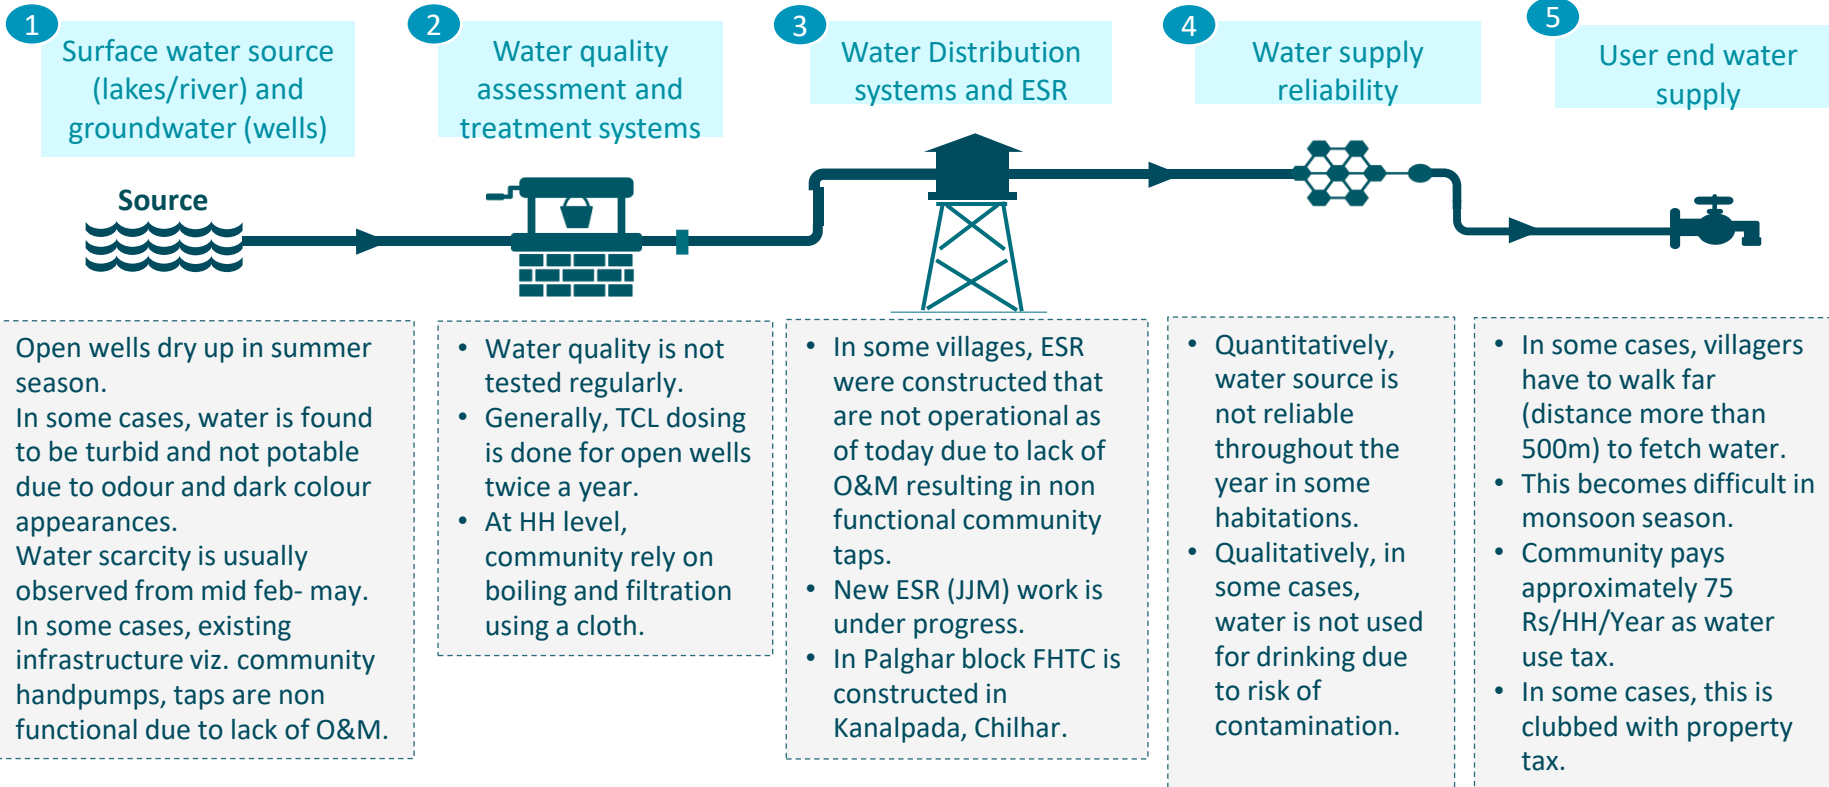 1
Surface water source
(lakes/river) and
groundwater (wells)
2
Water quality
assessment and
treatment systems
3
Water Distribution
systems and ESR
4
Water supply
reliability
5
User end water
supply
Source
Open wells dry up in summer
season.
In some cases, water is found
to be turbid and not potable
due to odour and dark colour
appearances.
Water scarcity is usually
observed from mid feb- may.
In some cases, existing
infrastructure viz. community
handpumps, taps are non
functional due to lack of O&M.
• Water quality is not
tested regularly.
• Generally, TCL dosing
is done for open wells
twice a year.
• At HH level,
community rely on
boiling and filtration
using a cloth.
• In some villages, ESR
were constructed that
are not operational as
of today due to lack of
O&M resulting in non
functional community
taps.
• New ESR (JJM) work is
under progress.
• In Palghar block FHTC is
constructed in
Kanalpada, Chilhar.
• Quantitatively,
water source is
not reliable
throughout the
year in some
habitations.
• Qualitatively, in
some cases,
water is not used
for drinking due
to risk of
contamination.
• In some cases, villagers
have to walk far
(distance more than
500m) to fetch water.
• This becomes difficult in
monsoon season.
• Community pays
approximately 75
Rs/HH/Year as water
use tax.
• In some cases, this is
clubbed with property
tax.